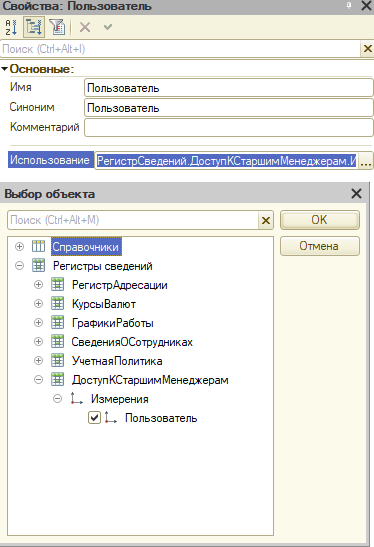 Свойства: Пользователь
Поиск (Ctrl+Alt+I)
Основные:
Имя Пользователь
Синоним Пользователь
Комментарий
Использование РегистрСведений.ДоступКСтаршимМенеджерам.И ...
Выбор объекта
Поиск (Ctrl+Alt+M) OK
Справочники Отмена
Регистры сведений
РегистрАдресации
КурсыВалют
ГрафикиРаботы
СведенияОСотрудниках
УчетнаяПолитика
ДоступКСтаршимМенеджерам
Измерения
Пользователь